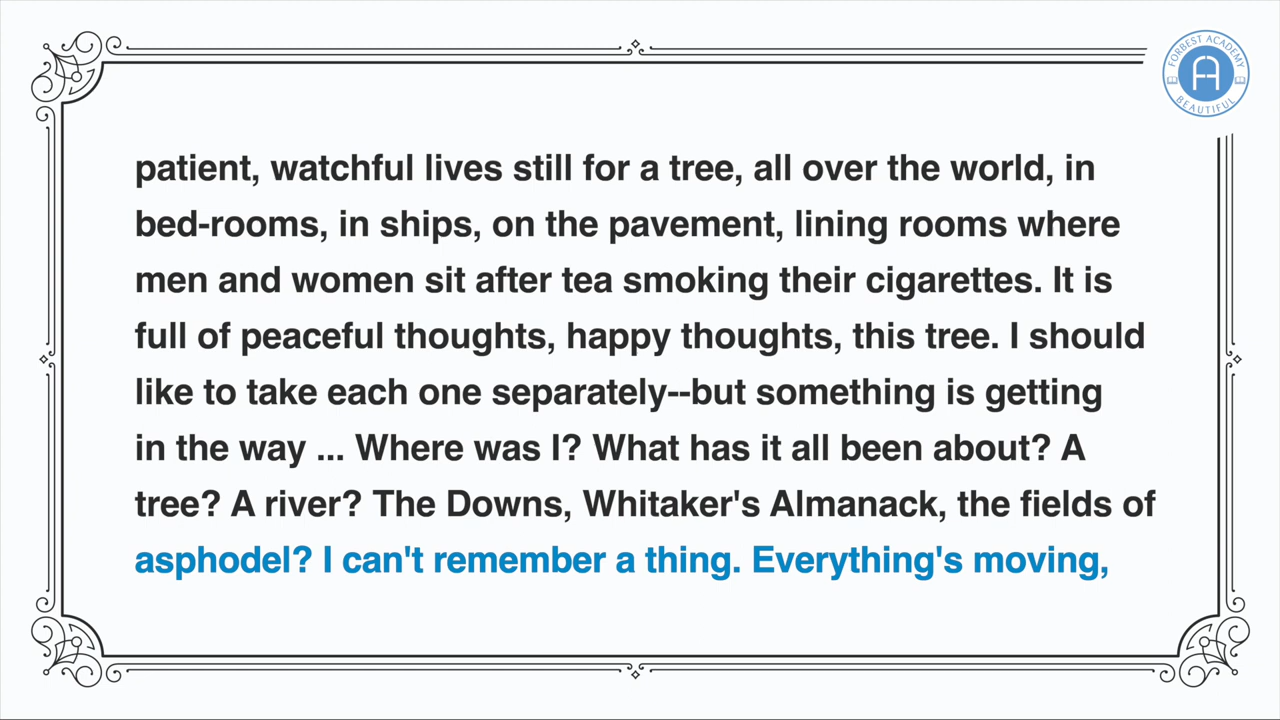 FORBEST ACADEMY
A
BEAUTIFUL
patient, watchful lives still for a tree, all over the world, in
bed-rooms, in ships, on the pavement, lining rooms where
men and women sit after tea smoking their cigarettes. It is
full of peaceful thoughts, happy thoughts, this tree. I should
like to take each one separately--but something is getting
in the way ... Where was I? What has it all been about? A
tree? A river? The Downs, Whitaker's Almanack, the fields of
asphodel? I can't remember a thing. Everything's moving,